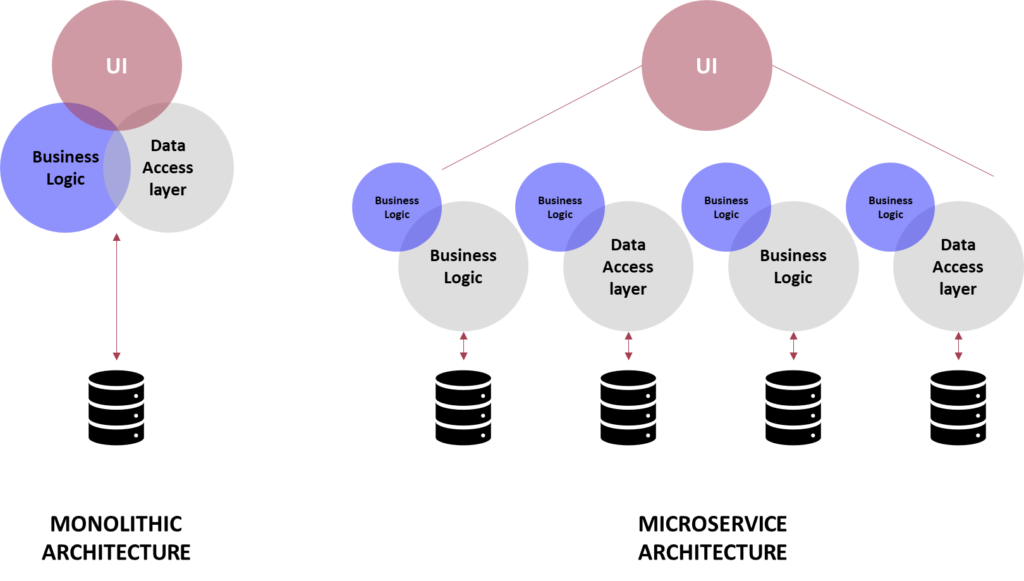 UI
Business
Logic
Data
Access
layer
MONOLITHIC
ARCHITECTURE
UI
Business
Logic
Business
Logic
Business
Logic
Data
Access
layer
Business
Logic
Business
Logic
Business
Logic
Data
Access
layer
MICROSERVICE
ARCHITECTURE